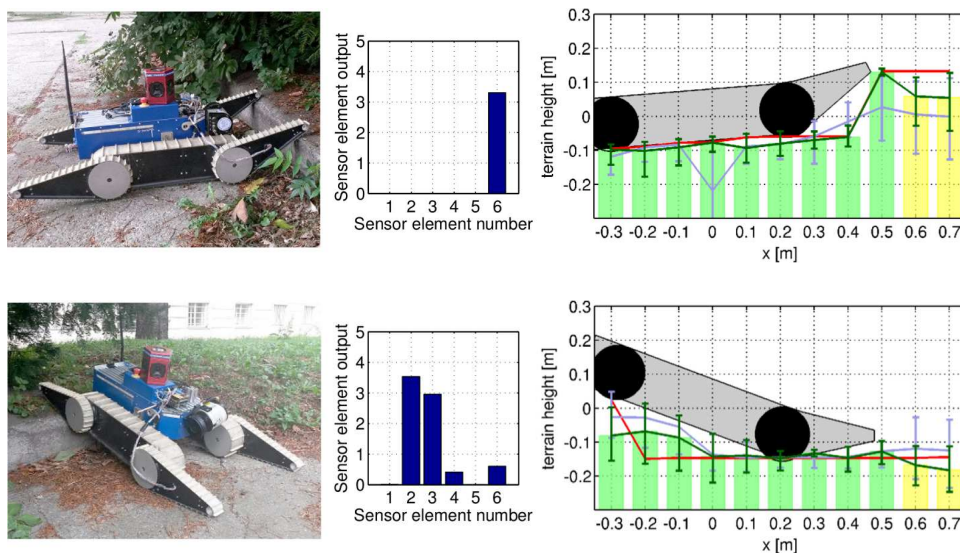 Sensor element output
5
4
3
2
1
0
1 2 3 4 5 6
Sensor element number
terrain height [m]
0.3
0.2
0.1
0
-0.1
-0.2
-0.3 -0.2 -0.1 0 0.1 0.2 0.3 0.4 0.5 0.6 0.7
x [m]
Sensor element output
5
4
3
2
1
0
1 2 3 4 5 6
Sensor element number
terrain height [m]
0.3
0.2
0.1
0
-0.1
-0.2
-0.3 -0.2 -0.1 0 0.1 0.2 0.3 0.4 0.5 0.6 0.7
x [m]